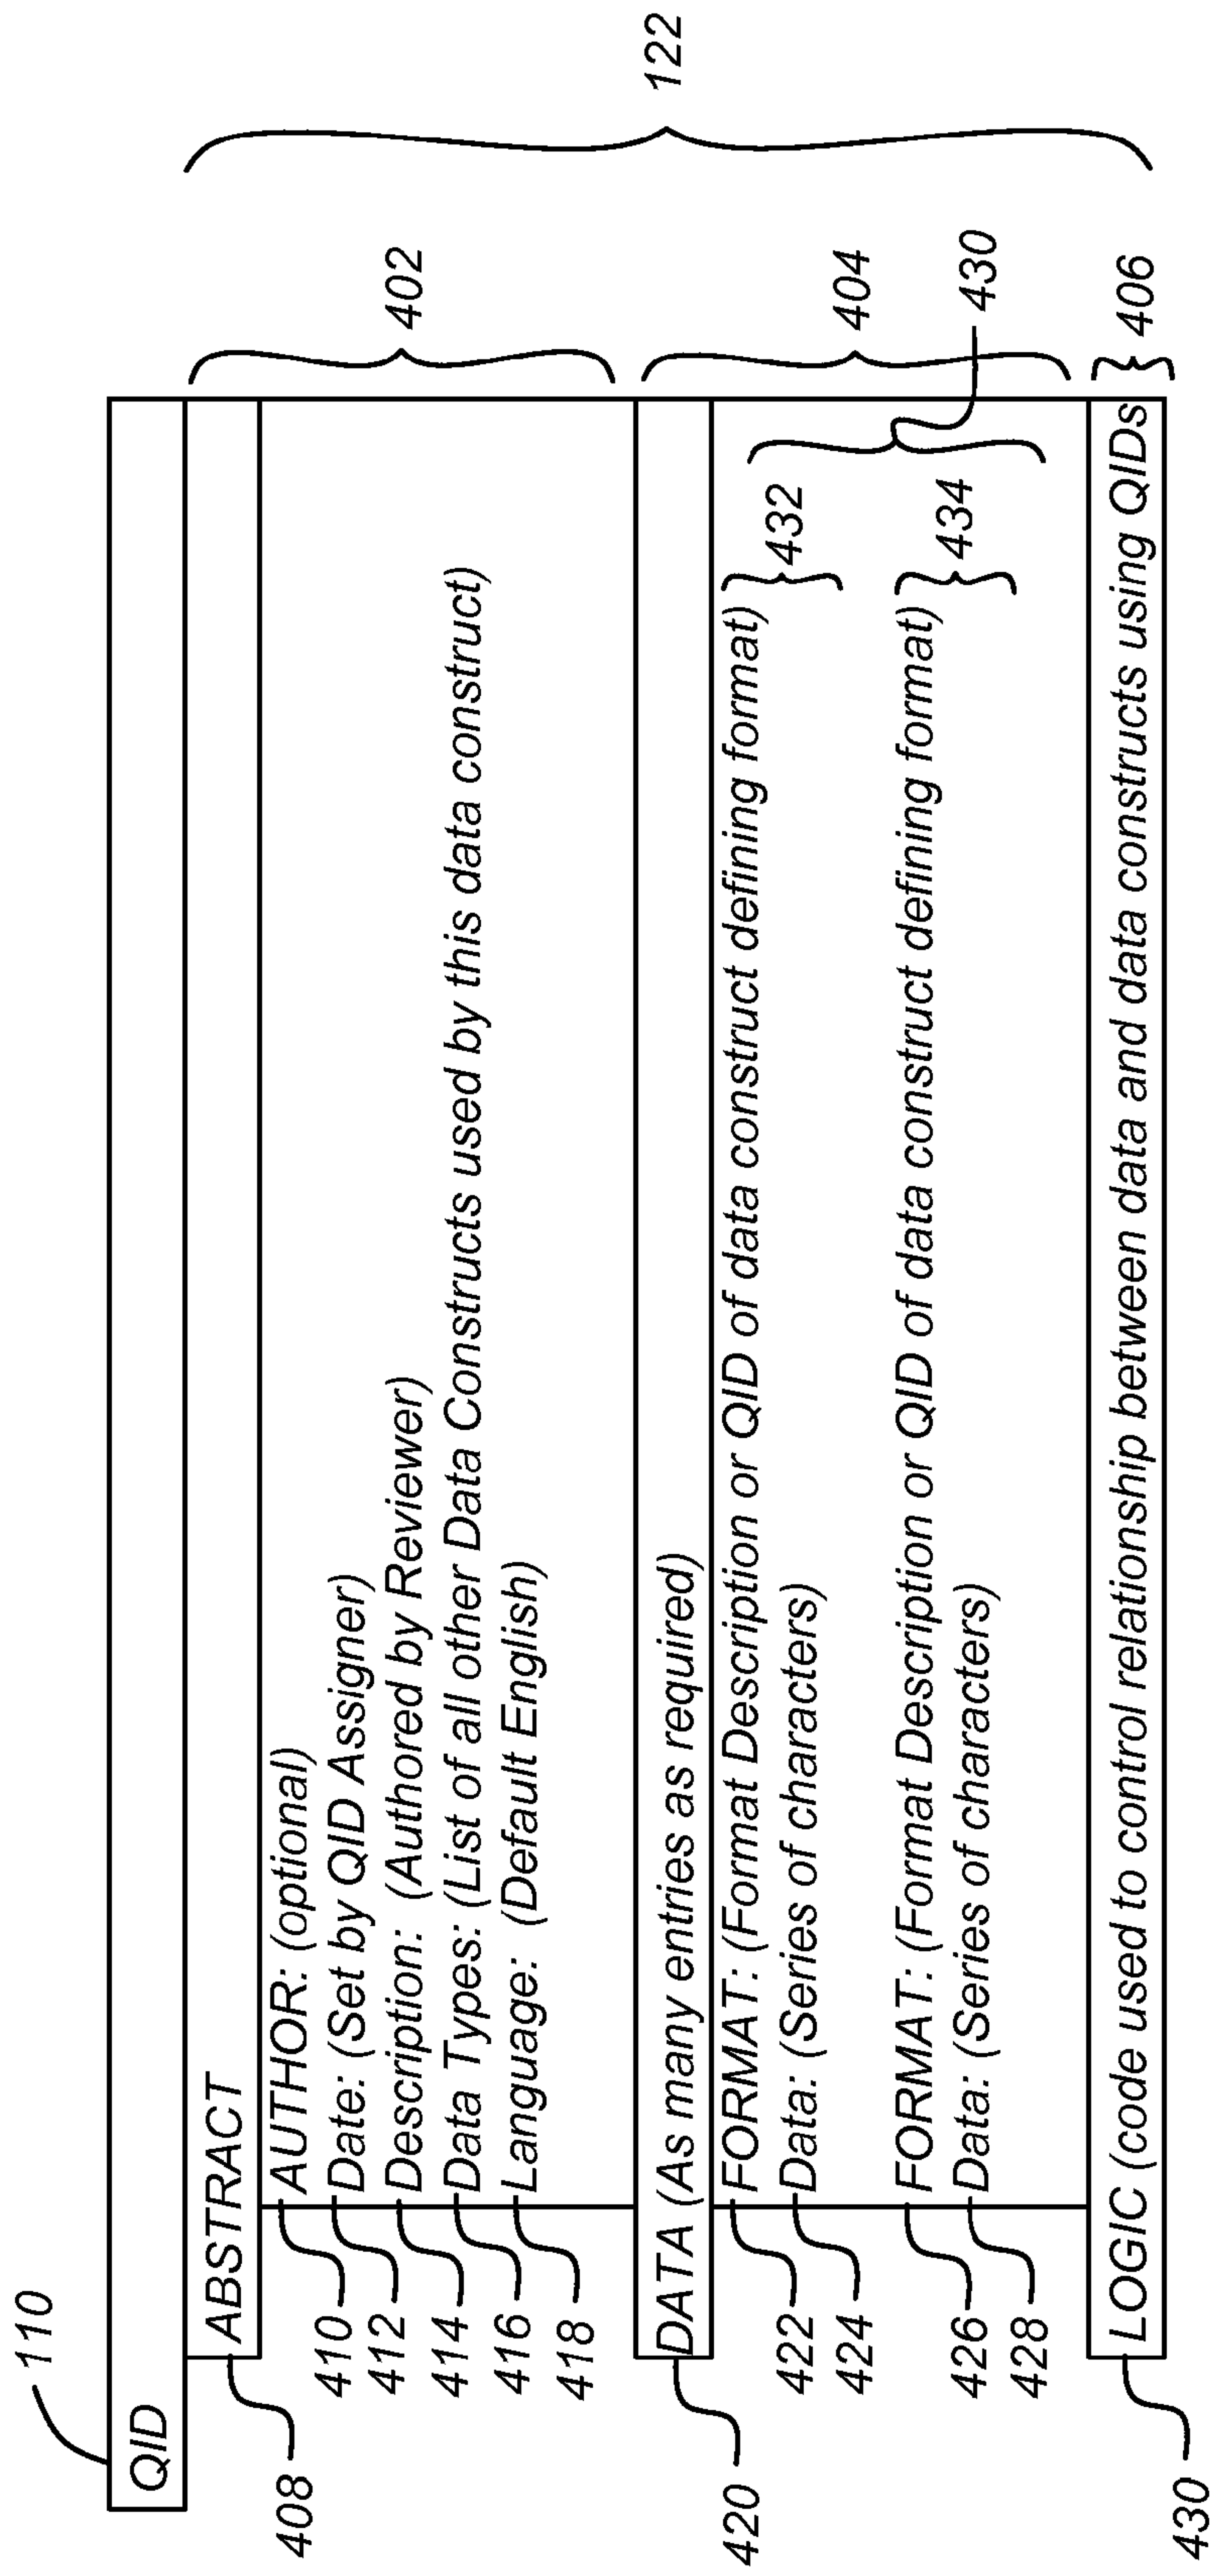 110
QID
122
408
ABSTRACT
402
410
AUTHOR: (optional)
412
Date: (Set by QID Assigner)
414
Description: (Authored by Reviewer)
416
Data Types: (List of all other Data Constructs used by this data construct)
418
Language: (Default English)
420
DATA (As many entries as required)
404
422
FORMAT: (Format Description or QID of data construct defining format)
432
424
Data: (Series of characters)
430
426
FORMAT: (Format Description or QID of data construct defining format)
434
428
Data: (Series of characters)
430
LOGIC (code used to control relationship between data and data constructs using QIDs
406